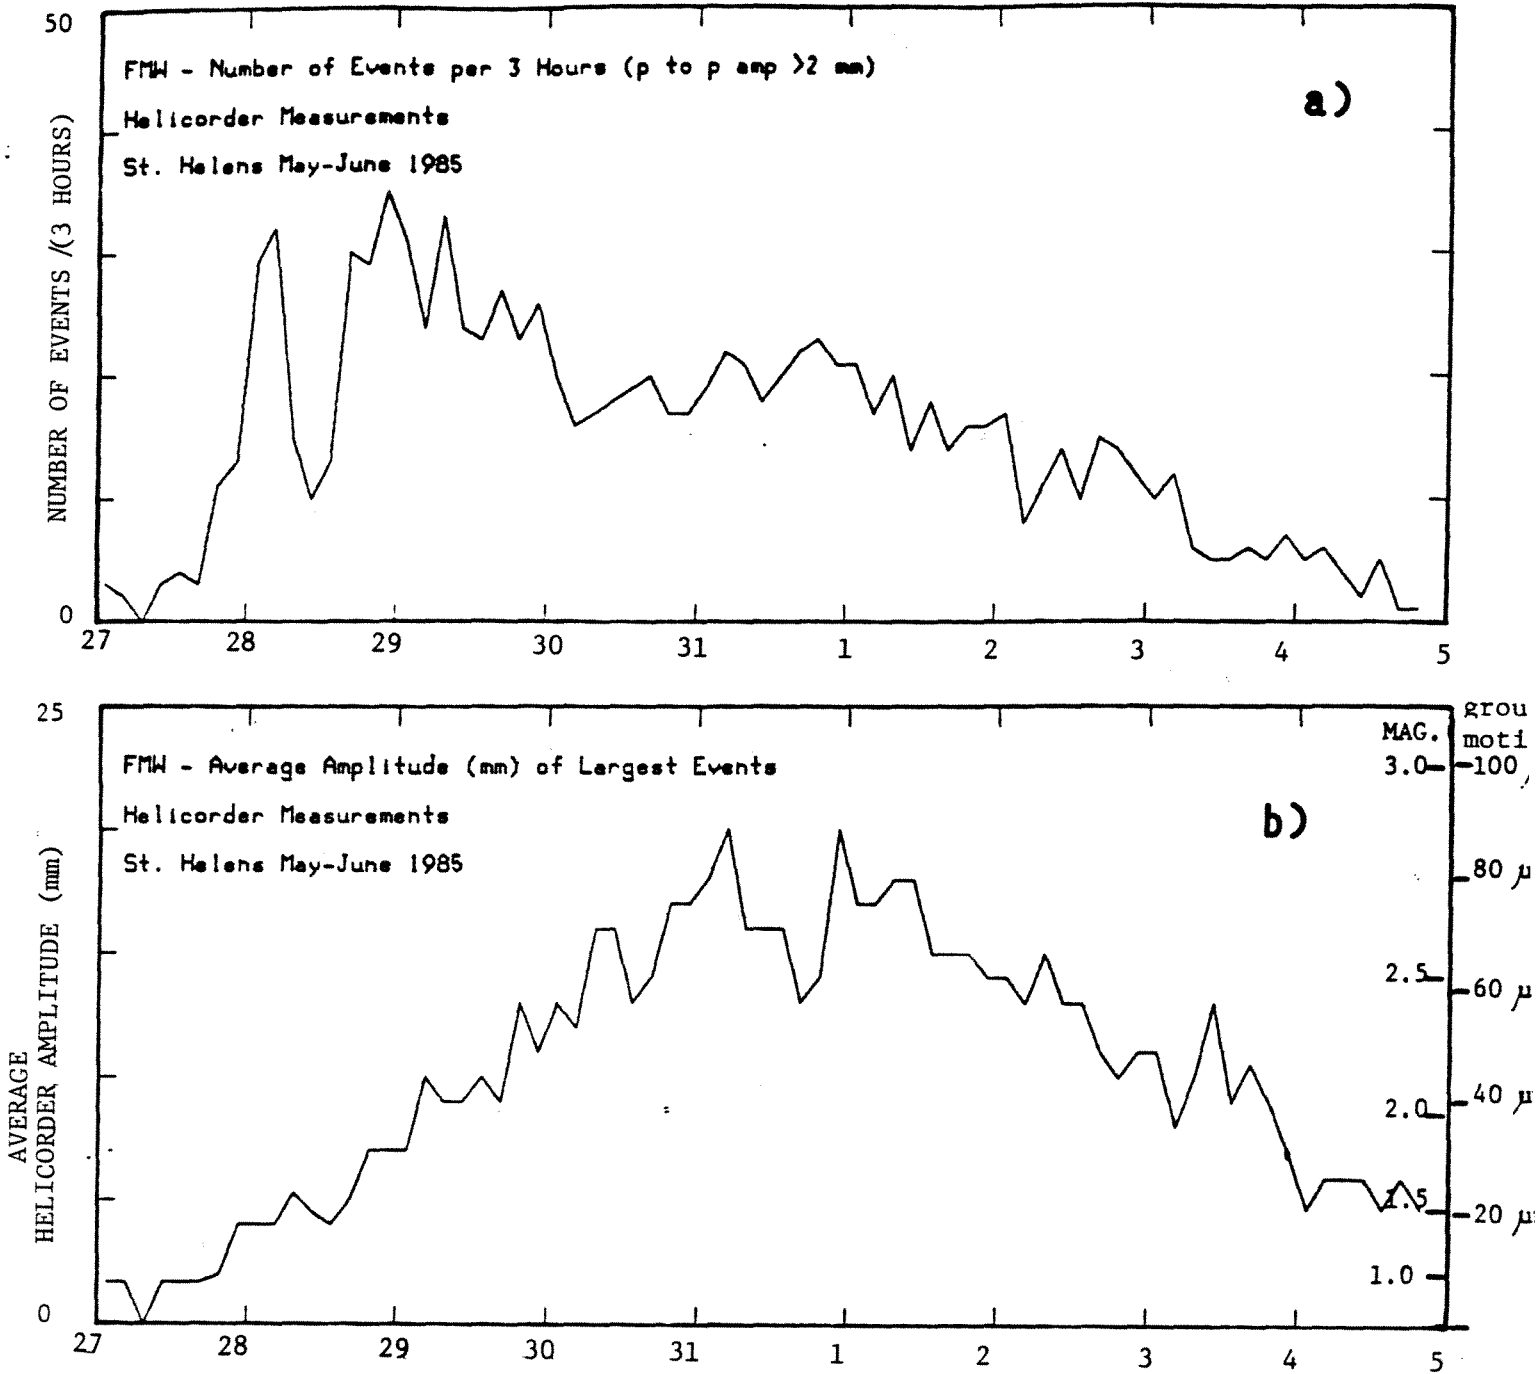 50
FMW - Number of Events per 3 Hours (p to p amp >2 mm)
a)
Helicorder Measurements
St. Helens May-June 1985
NUMBER OF EVENTS /(3 HOURS)
0
27 28 29 30 31 1 2 3 4 5
25
grou
MAG. moti
FMW - Average Amplitude (mm) of Largest Events
3.0 100
Helicorder Measurements
b)
St. Helens May-June 1985
80 μ
AVERAGE
HELICORDER AMPLITUDE (mm)
2.5 60 μ
2.0 40 μ
1.5 20 μ
1.0
0
27 28 29 30 31 1 2 3 4 5